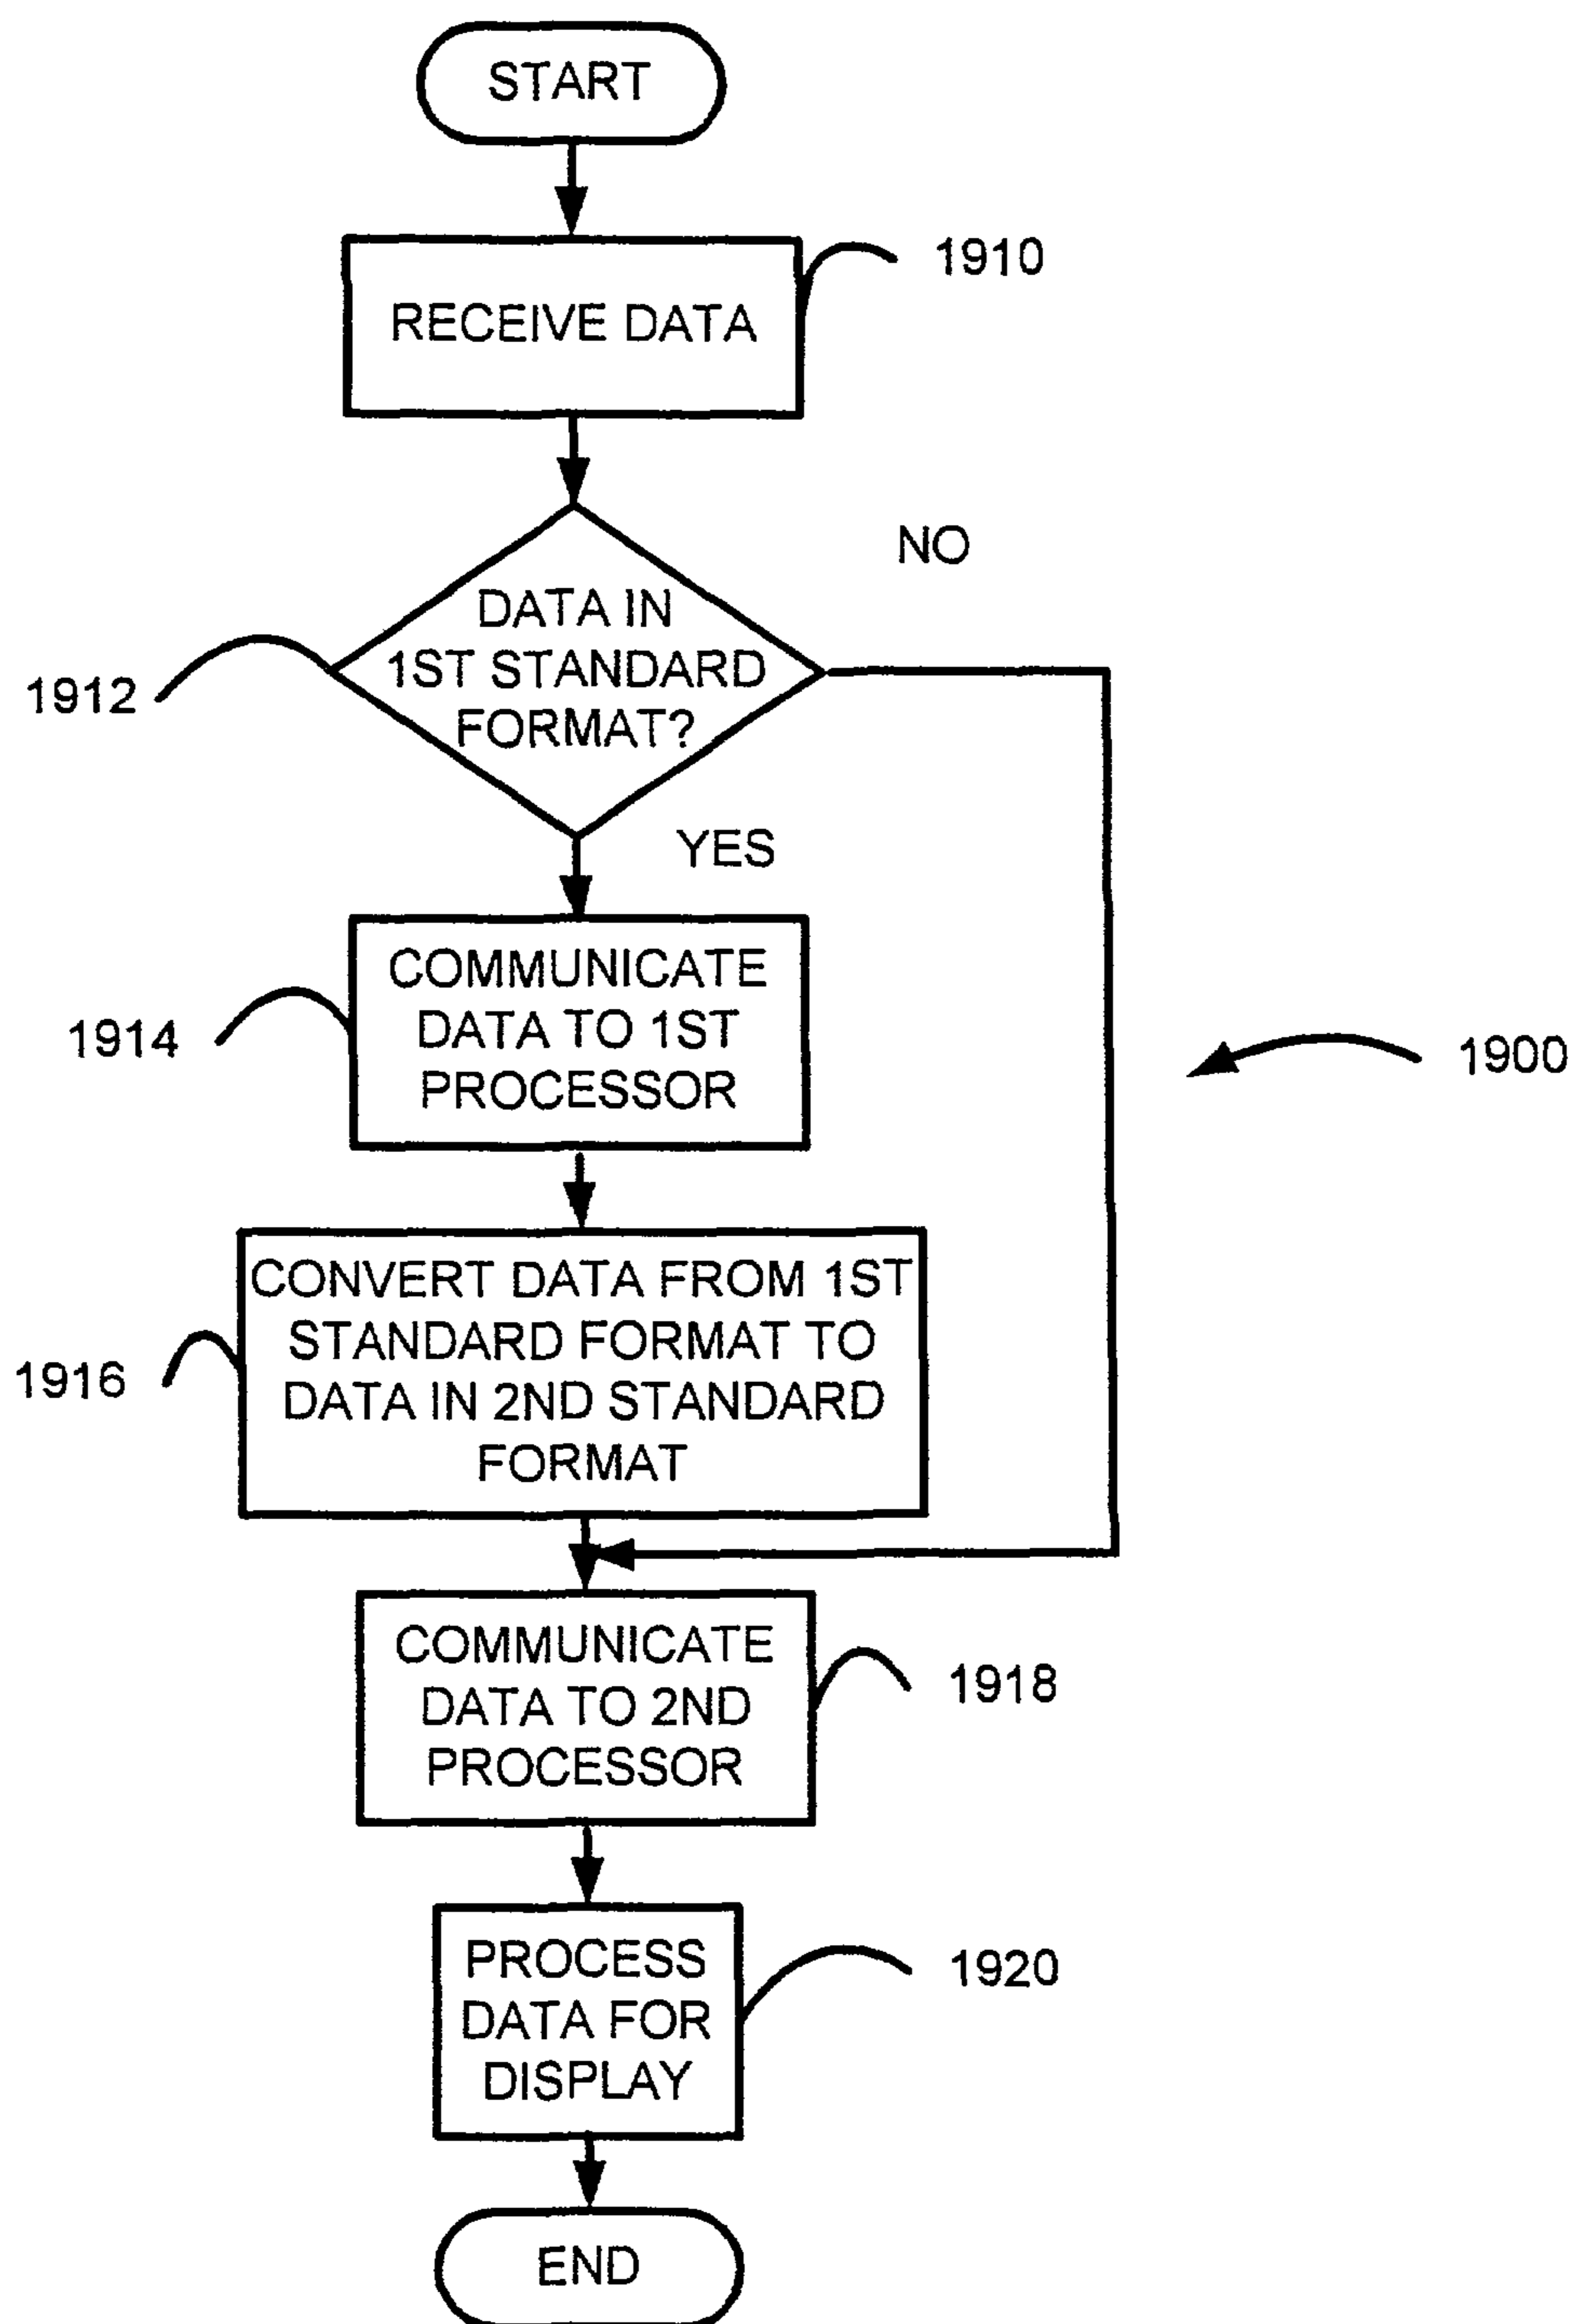 START
RECEIVE DATA
1910
NO
DATA IN
1ST STANDARD
FORMAT?
1912
YES
COMMUNICATE
DATA TO 1ST
PROCESSOR
1914
1900
CONVERT DATA FROM 1ST
STANDARD FORMAT TO
DATA IN 2ND STANDARD
FORMAT
1916
COMMUNICATE
DATA TO 2ND
PROCESSOR
1918
PROCESS
DATA FOR
DISPLAY
1920
END